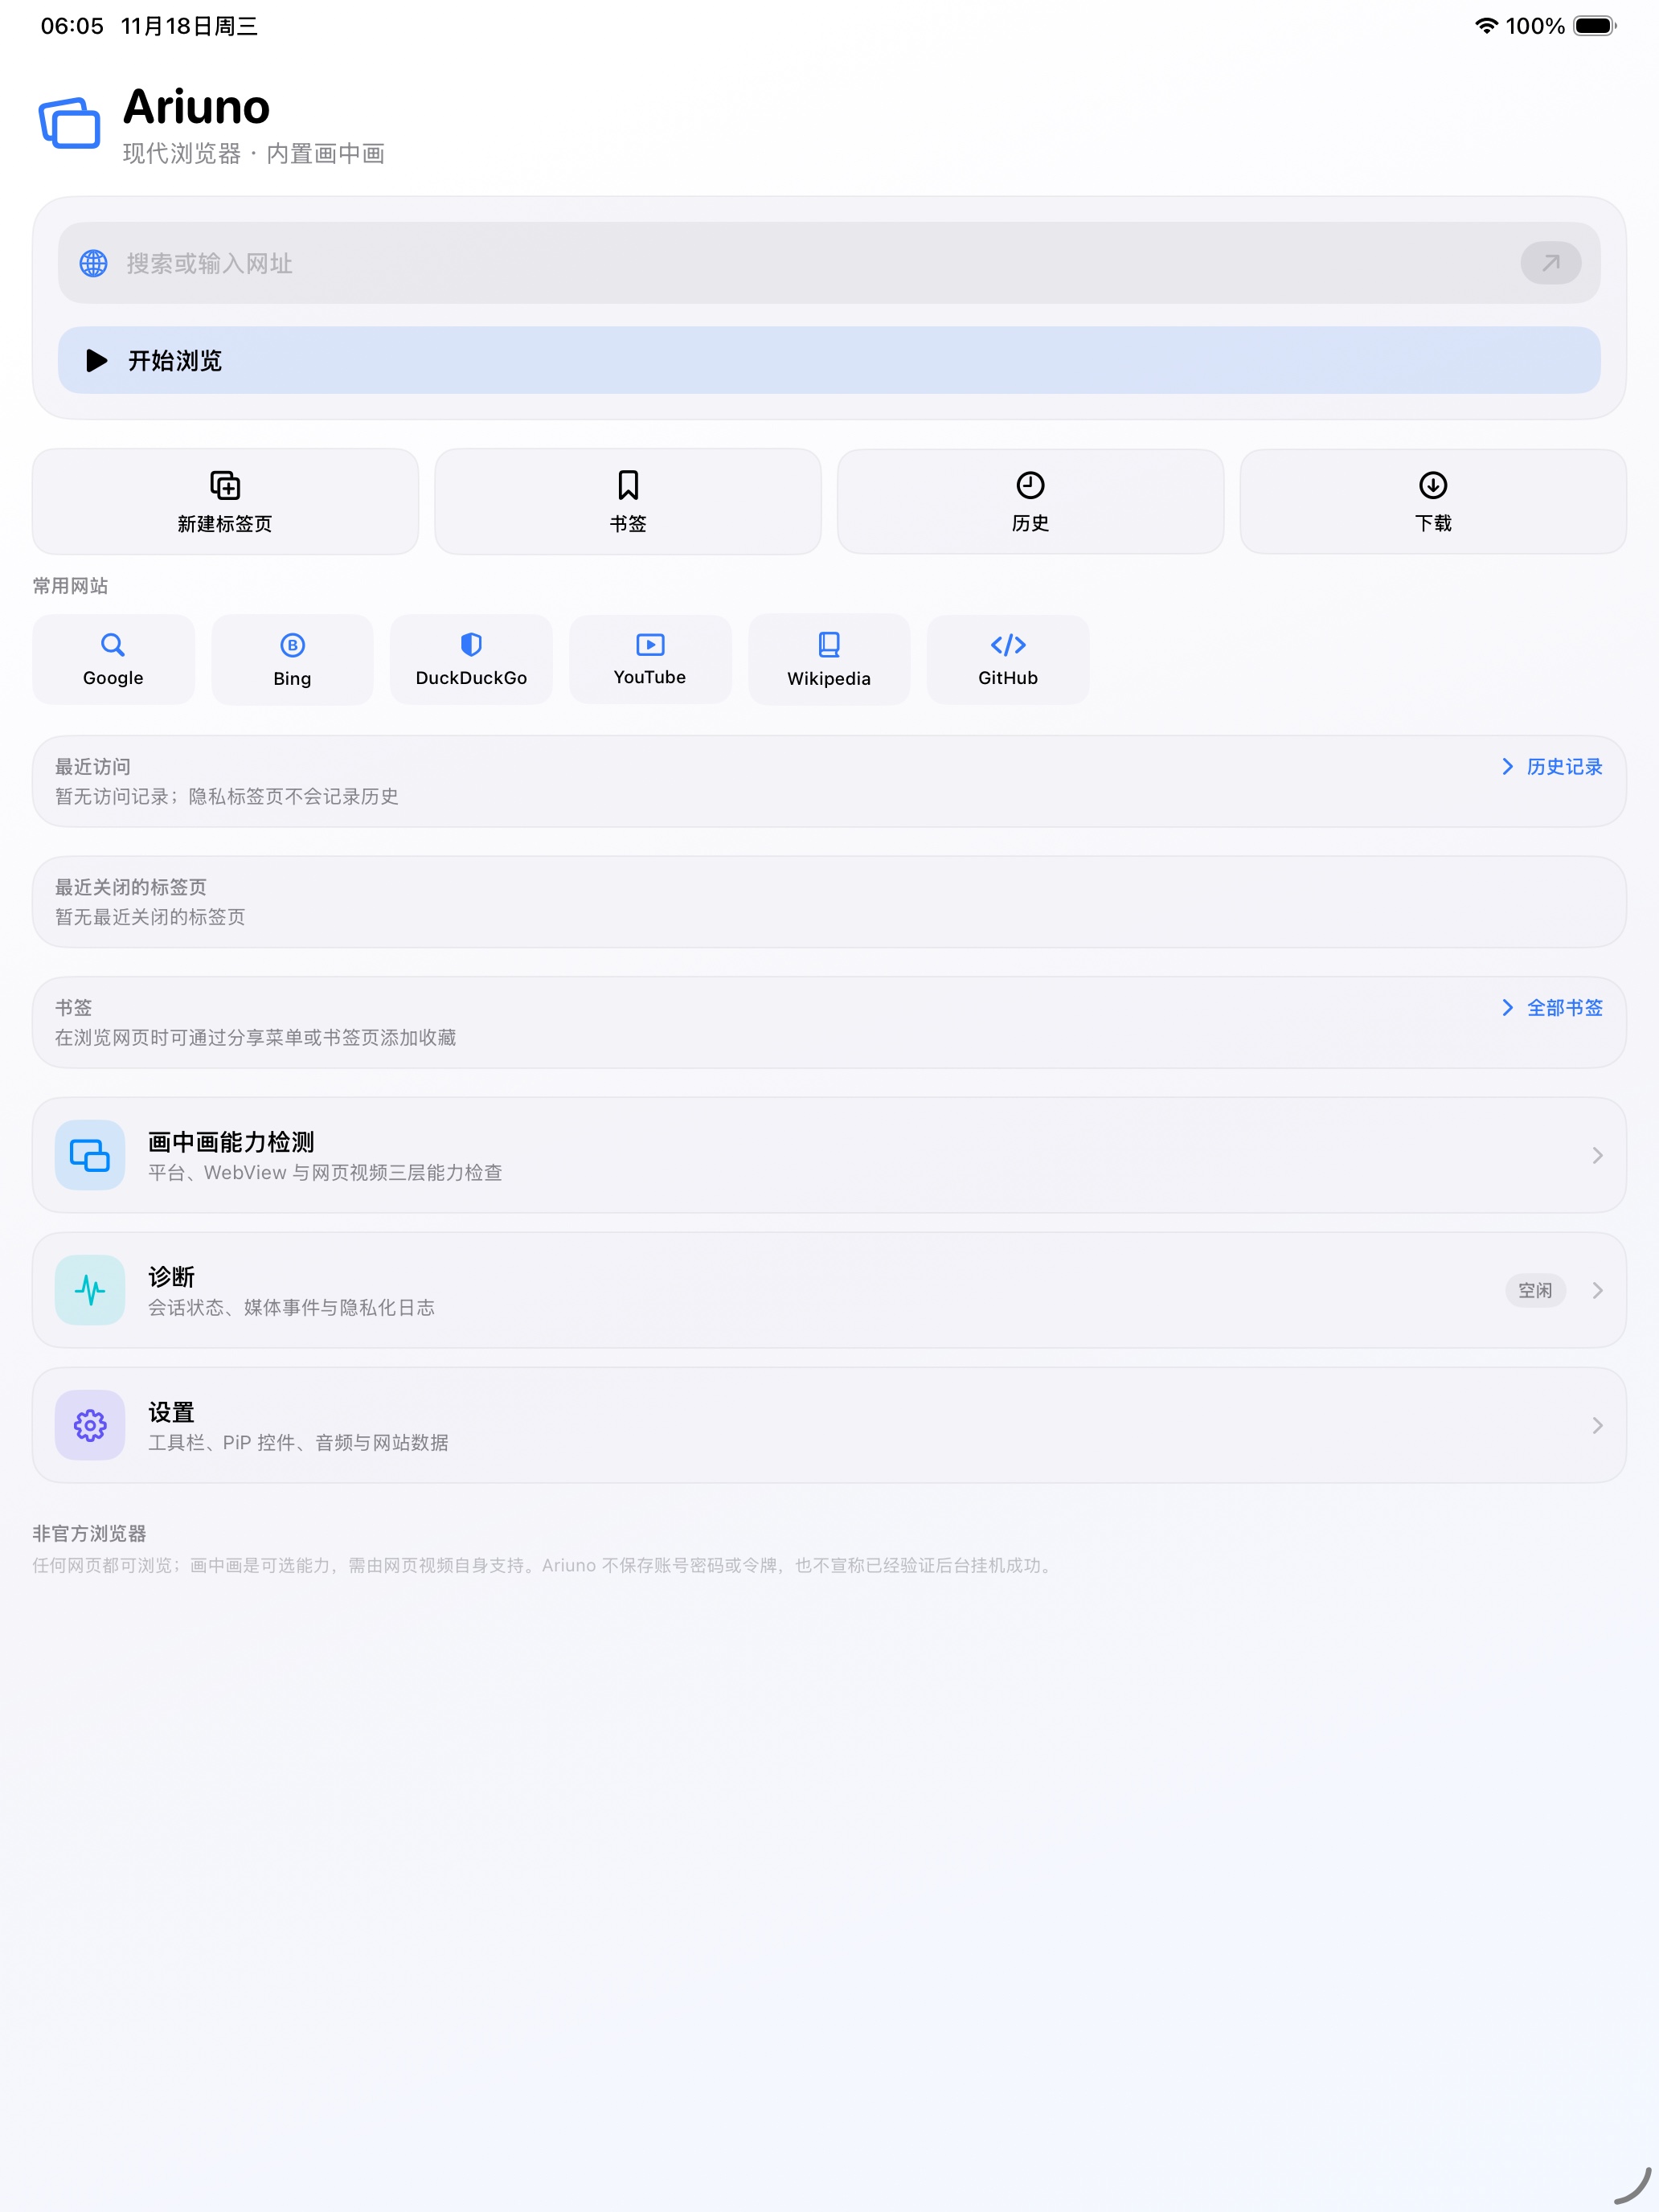 06:05 11月18日周三
100%
Ariuno
现代浏览器 · 内置画中画
搜索或输入网址
开始浏览
新建标签页
书签
历史
下载
常用网站
Google
B
Bing
DuckDuckGo
YouTube
Wikipedia
GitHub
最近访问
历史记录
暂无访问记录；隐私标签页不会记录历史
最近关闭的标签页
暂无最近关闭的标签页
书签
全部书签
在浏览网页时可通过分享菜单或书签页添加收藏
画中画能力检测
平台、WebView 与网页视频三层能力检查
诊断
会话状态、媒体事件与隐私化日志
空闲
设置
工具栏、PiP 控件、音频与网站数据
非官方浏览器
任何网页都可浏览；画中画是可选能力，需由网页视频自身支持。Ariuno 不保存账号密码或令牌，也不宣称已经验证后台挂机成功。